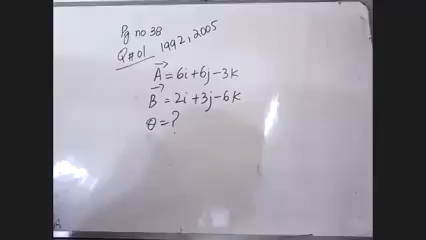 Pg no 38
Q#01 1992, 2005
A = 6i+6j-3k
B = 2i+3j-6k
θ=?